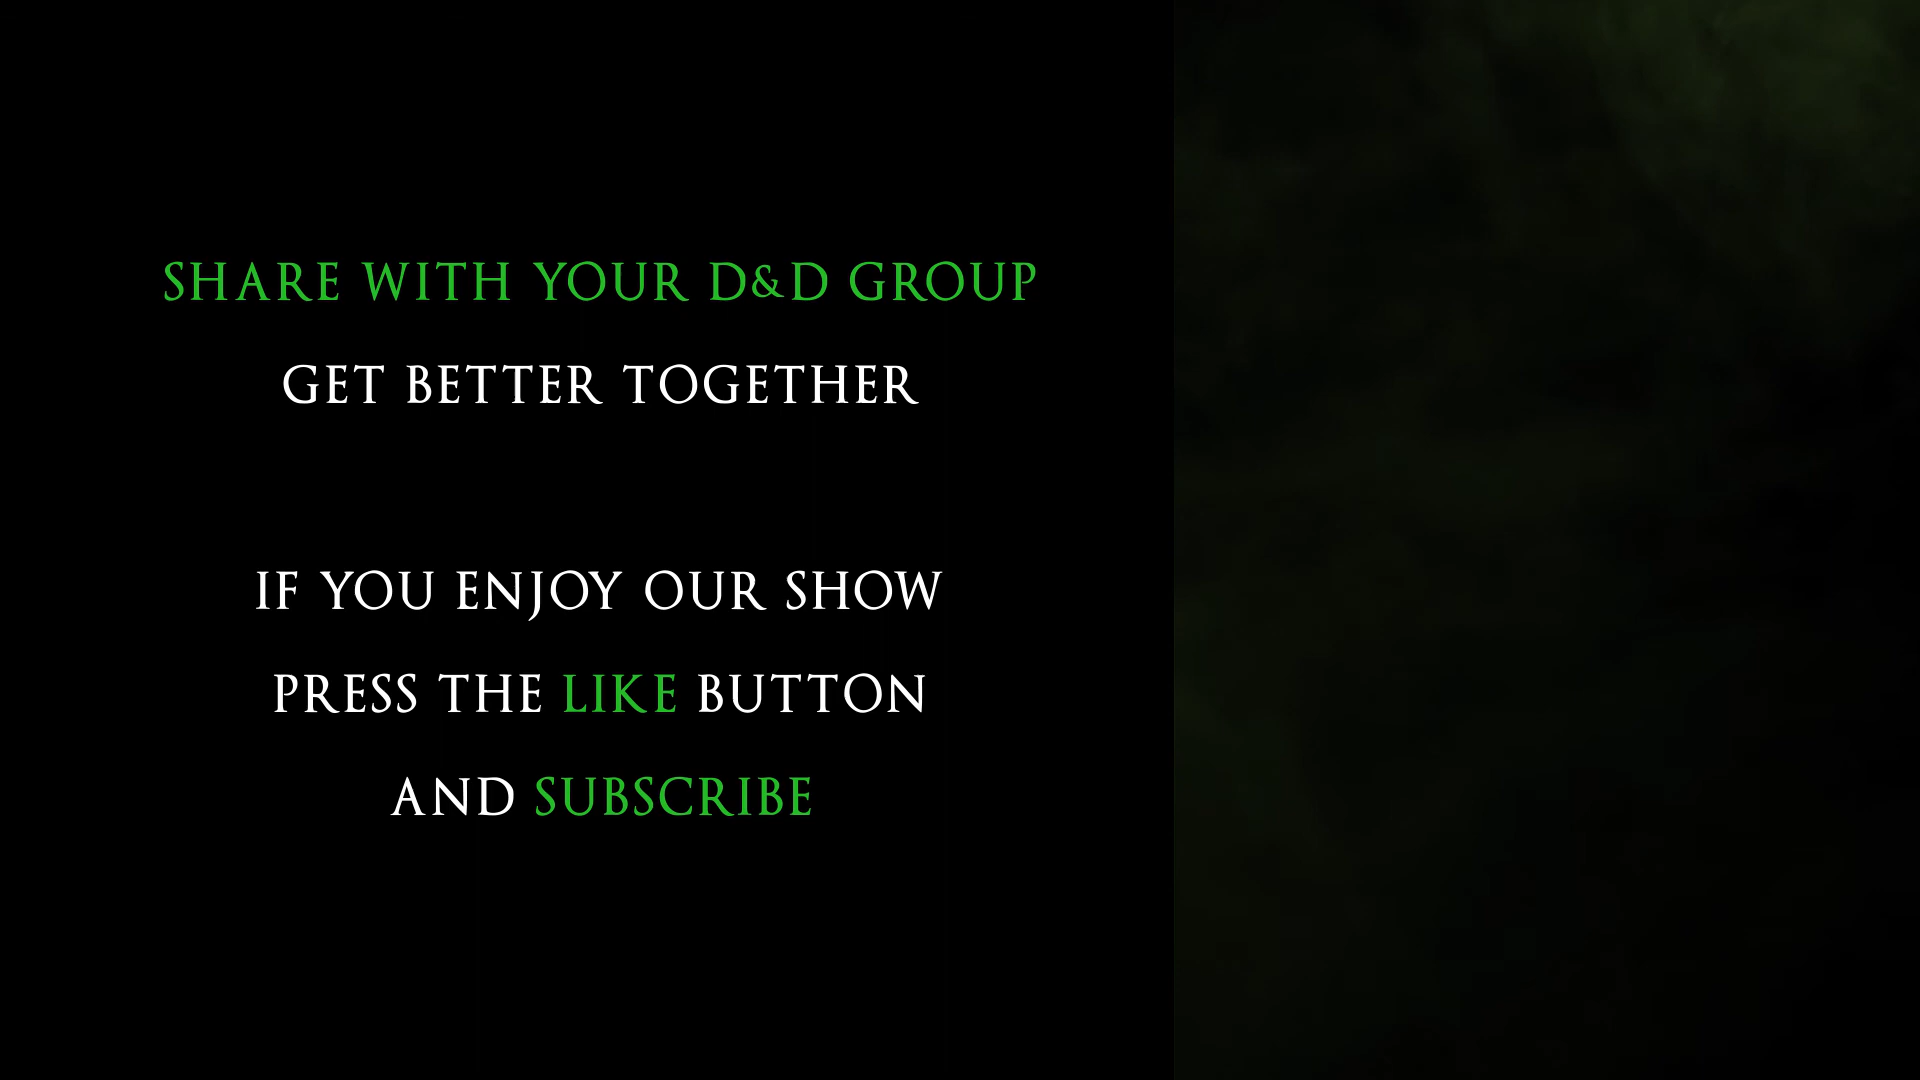 SHARE WITH YOUR D&D GROUP
GET BETTER TOGETHER
IF YOU ENJOY OUR SHOW
PRESS THE LIKE BUTTON
AND SUBSCRIBE